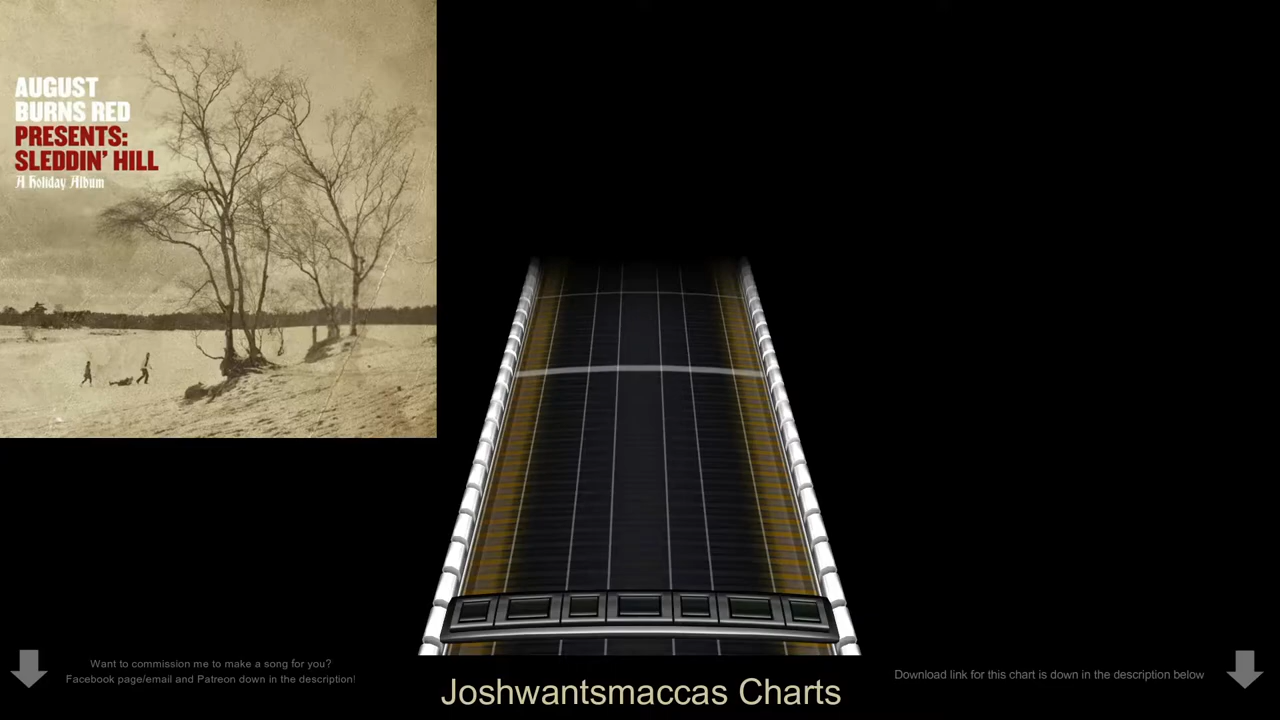 AUGUST
BURNS RED
PRESENTS:
SLEDDIN' HILL
A Holiday Album
Want to commission me to make a song for you?
Facebook page/email and Patreon down in the description!
Joshwantsmaccas Charts
Download link for this chart is down in the description below